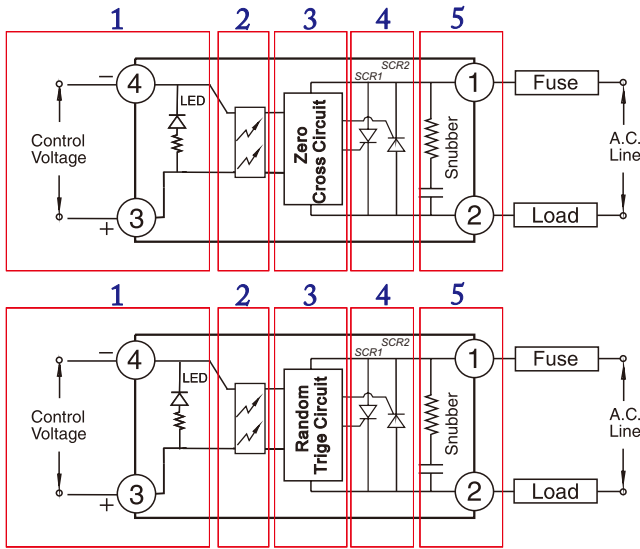 1 2 3 4 5
SCR2
SCR1
− 4
LED
1
Fuse
Control
Voltage
Zero
Cross Circuit
Snubber
A.C.
Line
+ 3
2
Load
1 2 3 4 5
SCR2
SCR1
− 4
LED
1
Fuse
Control
Voltage
Random
Trige Circuit
Snubber
A.C.
Line
+ 3
2
Load